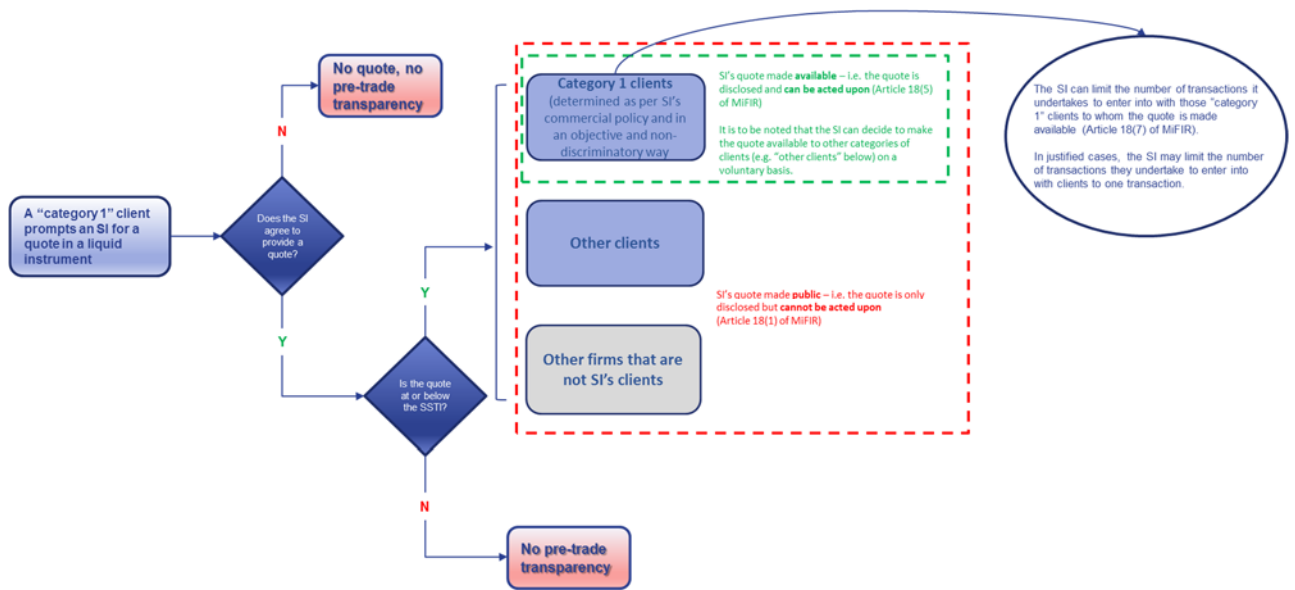 No quote, no
pre-trade
transparency
N
A “category 1” client
prompts an SI for a
quote in a liquid
instrument
Does the SI
agree to
provide a
quote?
Y
Y
Is the quote
at or below
the SSTI?
N
No pre-trade
transparency
Category 1 clients
(determined as per SI’s
commercial policy and in
an objective and non-
discriminatory way
SI’s quote made available – i.e. the quote is
disclosed and can be acted upon (Article 18(5)
of MiFIR)
It is to be noted that the SI can decide to make
the quote available to other categories of
clients (e.g. “other clients” below) on a
voluntary basis.
Other clients
Other firms that are
not SI’s clients
SI’s quote made public – i.e. the quote is only
disclosed but cannot be acted upon
(Article 18(1) of MiFIR)
The SI can limit the number of transactions it
undertakes to enter into with those “category
1” clients to whom the quote is made
available (Article 18(7) of MiFIR).
In justified cases, the SI may limit the number
of transactions they undertake to enter into
with clients to one transaction.